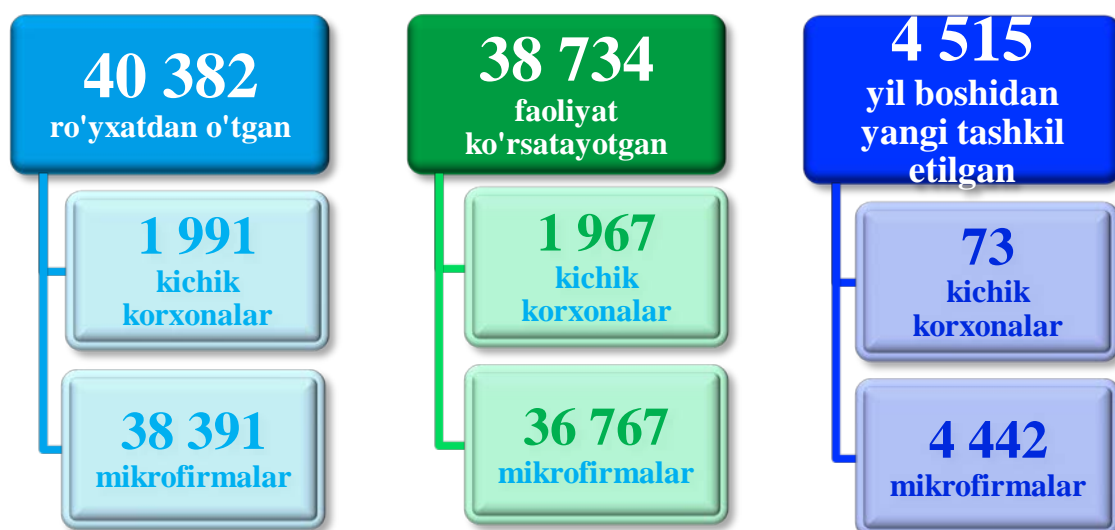 40 382
ro'yxatdan o'tgan
1 991
kichik
korxonalar
38 391
mikrofirmalar
38 734
faoliyat
ko'rsatayotgan
1 967
kichik
korxonalar
36 767
mikrofirmalar
4 515
yil boshidan
yangi tashkil
etilgan
73
kichik
korxonalar
4 442
mikrofirmalar